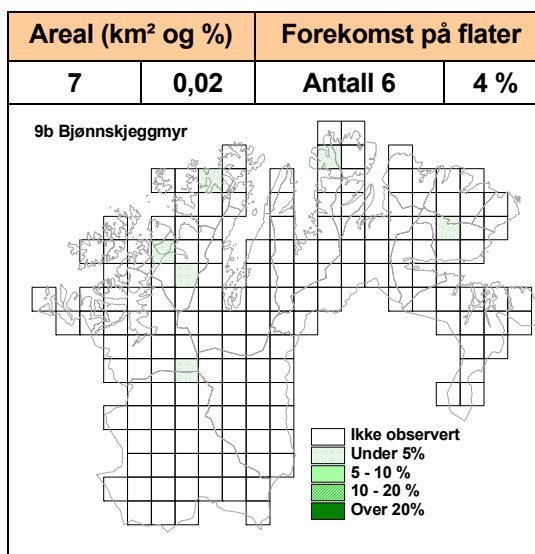 Areal (km² og %) Forekomst på flater
7 0,02 Antall 6 4 %
9b Bjønnskjeggmyr
Ikke observert
Under 5%
5 - 10 %
10 - 20 %
Over 20%